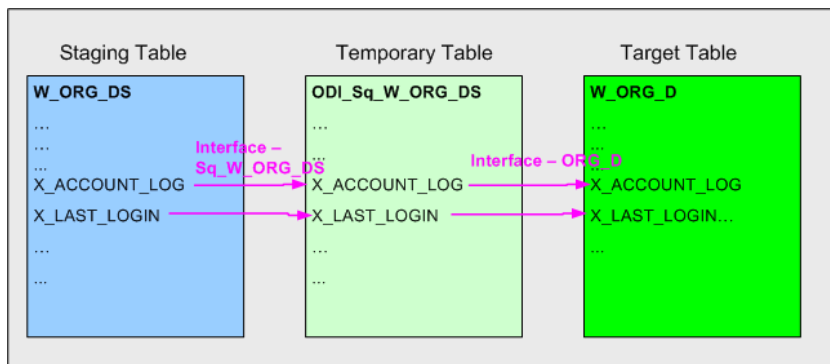 Staging Table
Temporary Table
Target Table
W_ORG_DS
ODI_Sq_W_ORG_DS
W_ORG_D
...
...
...
...
Interface –
...
Sq_W_ORG_DS
...
Interface – ORG_D
...
...
X_ACCOUNT_LOG
X_ACCOUNT_LOG
X_ACCOUNT_LOG
X_LAST_LOGIN
X_LAST_LOGIN
X_LAST_LOGIN...
...
...
...
...
...